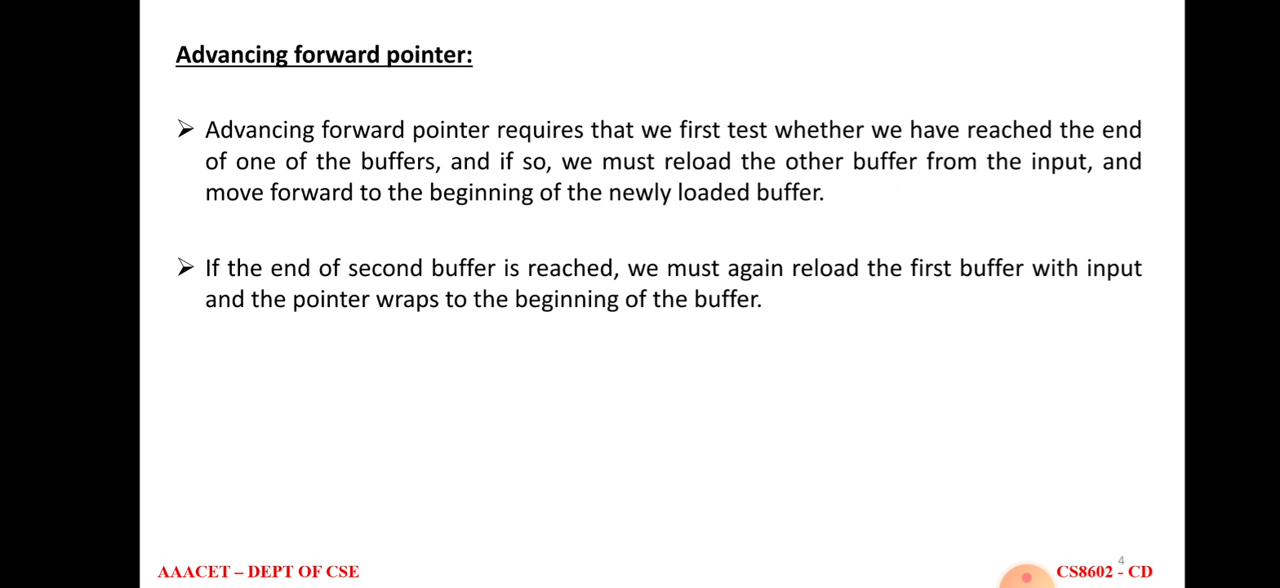 Advancing forward pointer:
➢ Advancing forward pointer requires that we first test whether we have reached the end
of one of the buffers, and if so, we must reload the other buffer from the input, and
move forward to the beginning of the newly loaded buffer.
➢ If the end of second buffer is reached, we must again reload the first buffer with input
and the pointer wraps to the beginning of the buffer.
4
AAACET – DEPT OF CSE
CS8602 - CD